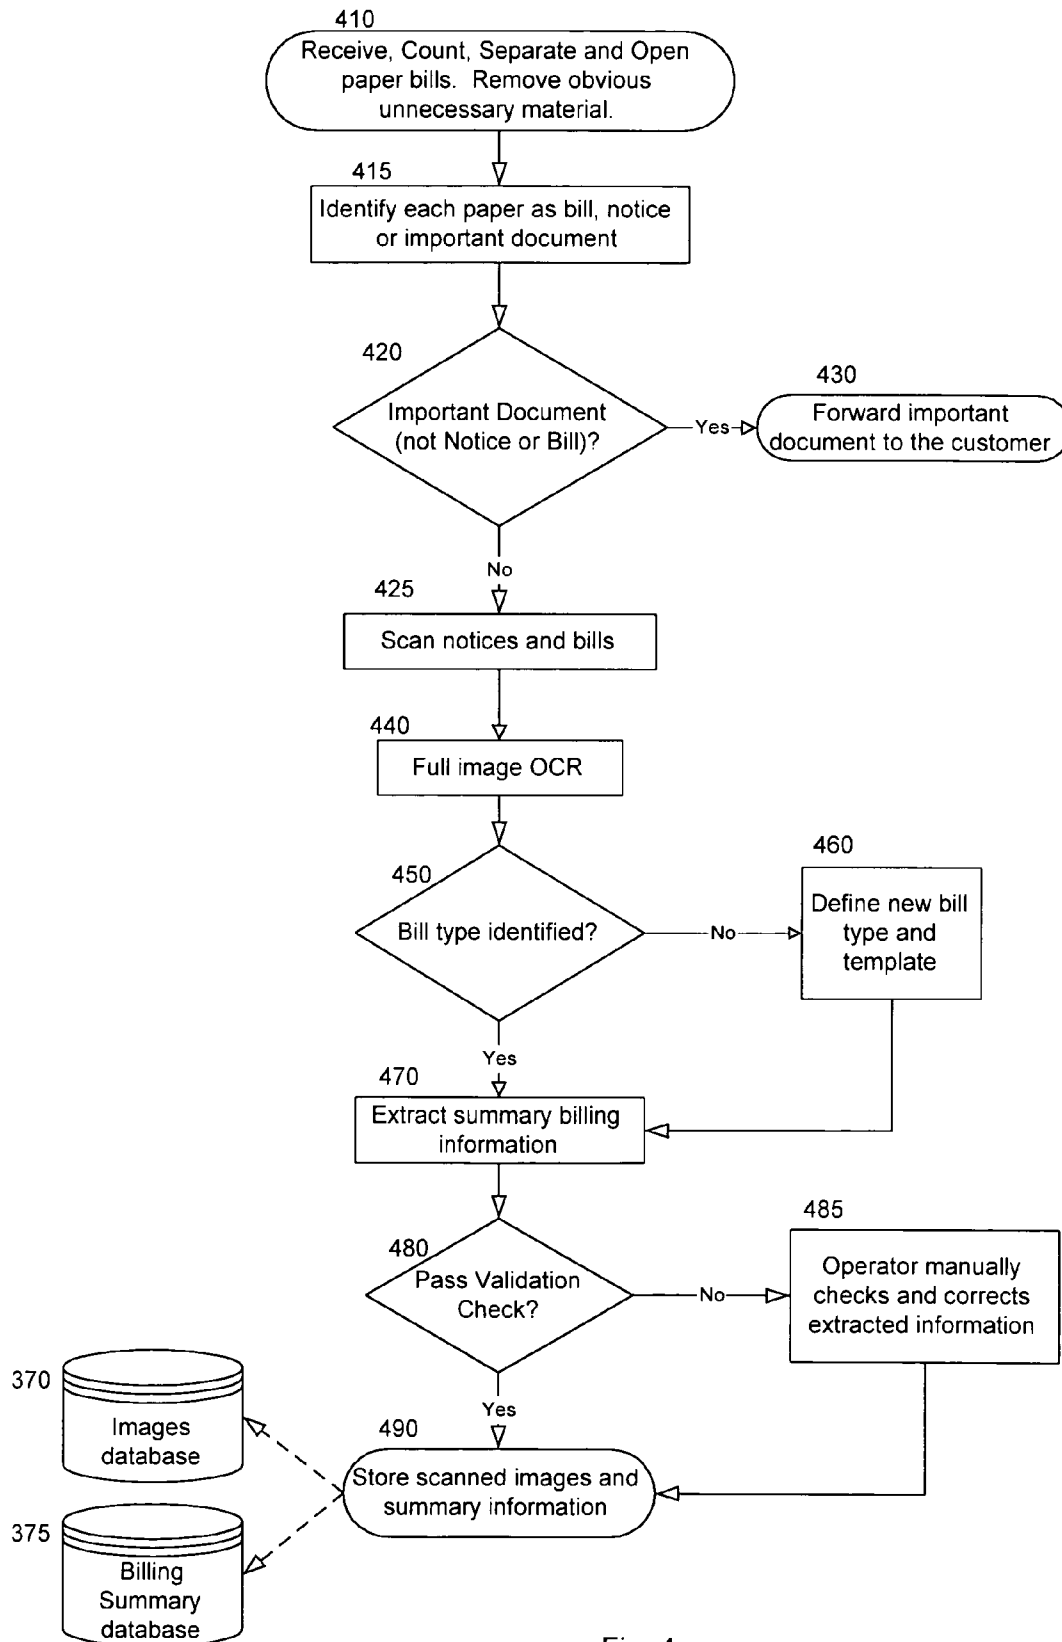 410
Receive, Count, Separate and Open
paper bills.  Remove obvious
unnecessary material.
415
Identify each paper as bill, notice
or important document
420
Important Document
(not Notice or Bill)?
Yes
430
Forward important
document to the customer
No
425
Scan notices and bills
440
Full image OCR
450
Bill type identified?
No
460
Define new bill
type and
template
Yes
470
Extract summary billing
information
480
Pass Validation
Check?
No
485
Operator manually
checks and corrects
extracted information
Yes
490
Store scanned images and
summary information
370
Images
database
375
Billing
Summary
database